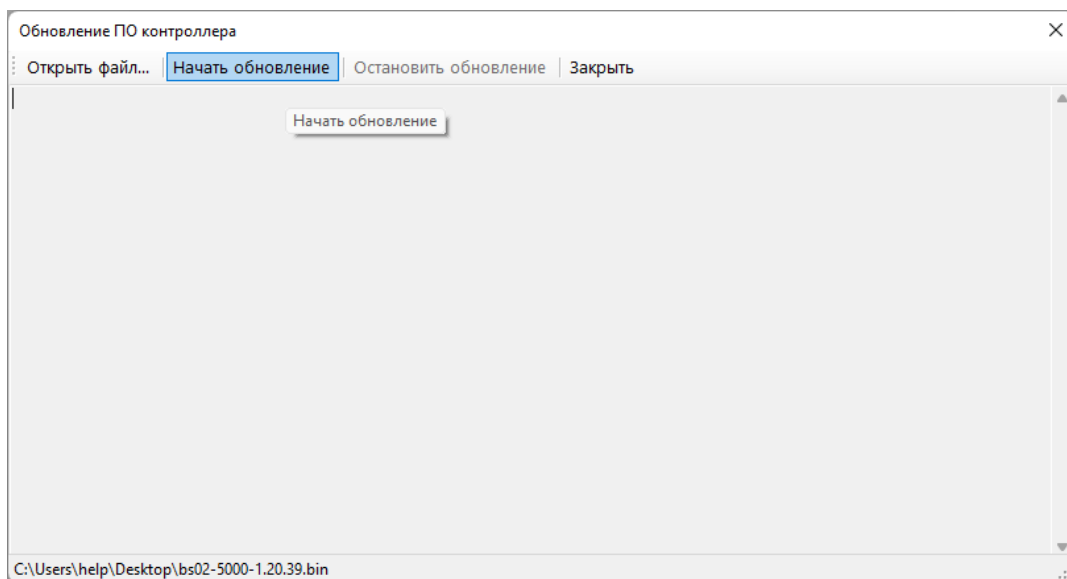 Обновление ПО контроллера
Открыть файл... Начать обновление Остановить обновление Закрыть
Начать обновление
C:\Users\help\Desktop\bs02-5000-1.20.39.bin